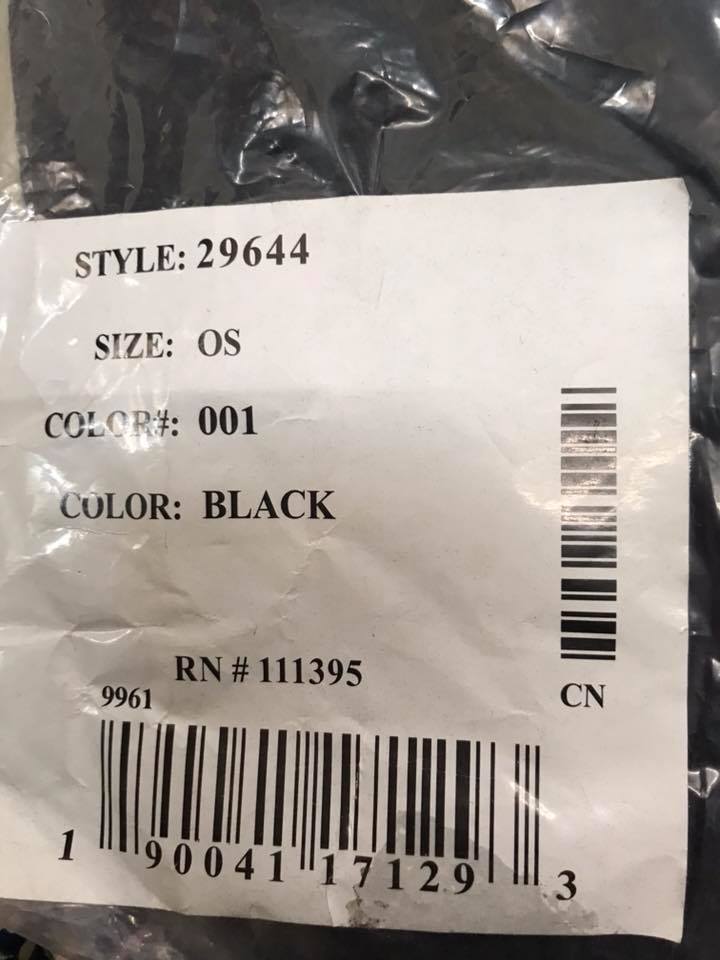 STYLE: 29644
SIZE: OS
COLOR#: 001
COLOR: BLACK
RN # 111395
9961
CN
1 90041 17129 3